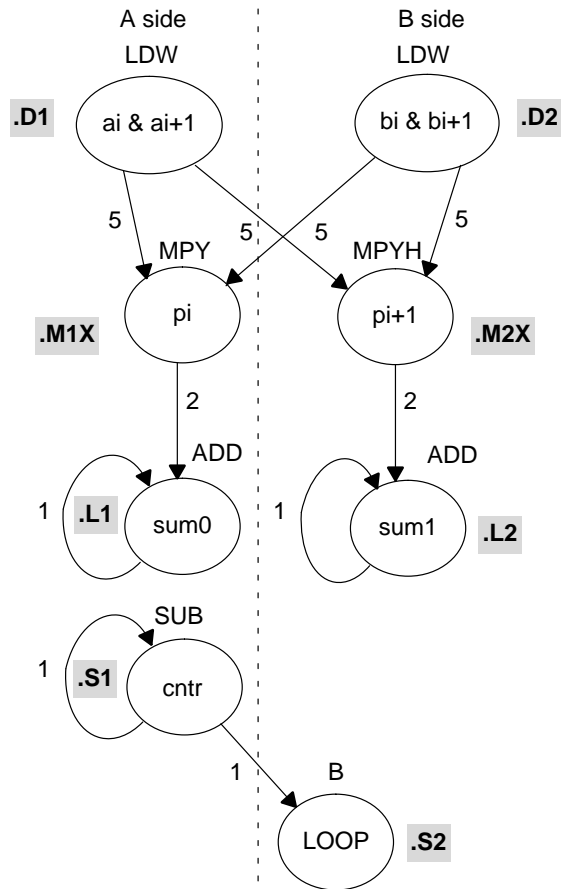 A side
B side
LDW
LDW
.D1
ai & ai+1
bi & bi+1
.D2
5
5
5
5
MPY
MPYH
.M1X
pi
pi+1
.M2X
2
2
ADD
ADD
1
.L1
sum0
1
sum1
.L2
SUB
1
.S1
cntr
1
B
LOOP
.S2